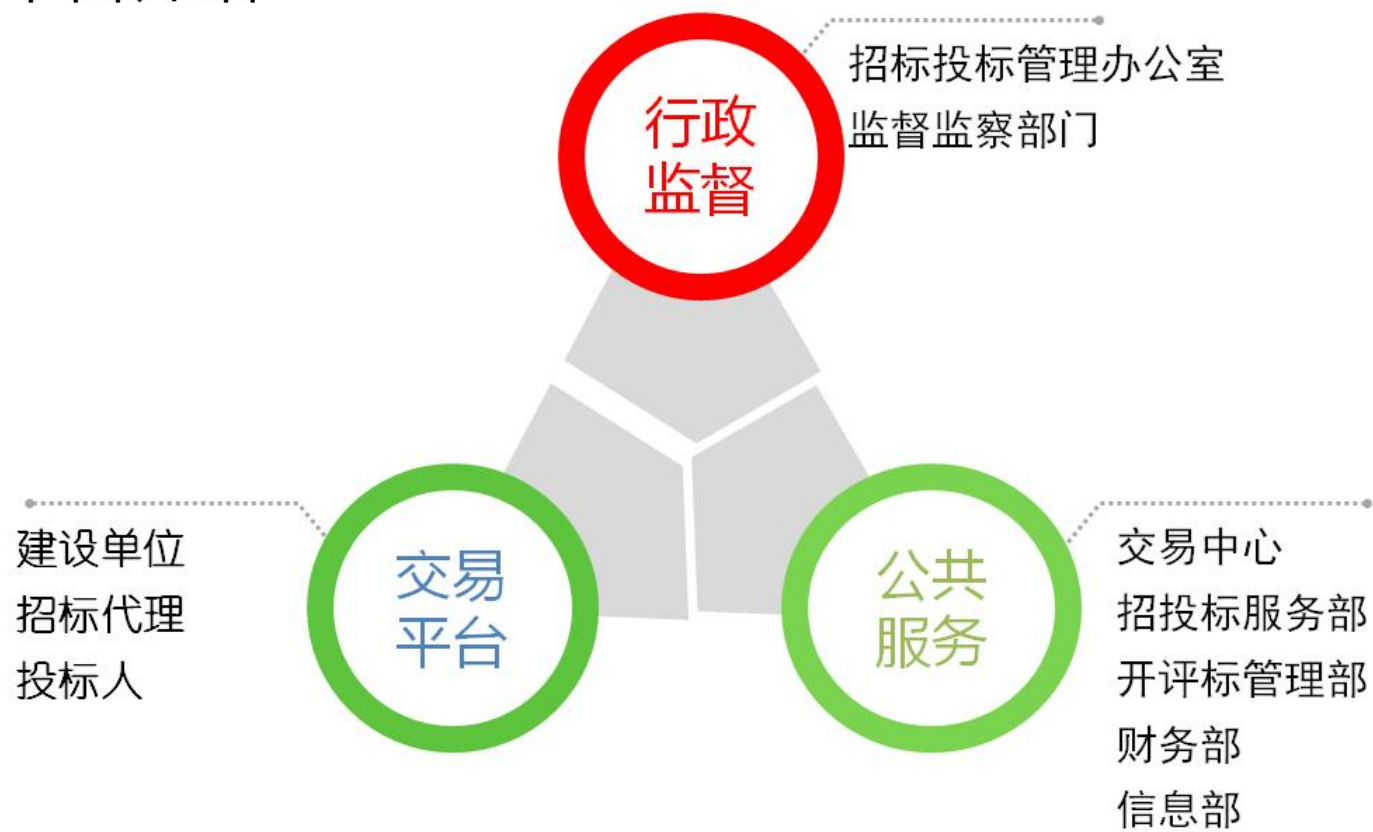 招标投标管理办公室
监督监察部门
行政
监督
建设单位
招标代理
投标人
交易
平台
公共
服务
交易中心
招投标服务部
开评标管理部
财务部
信息部